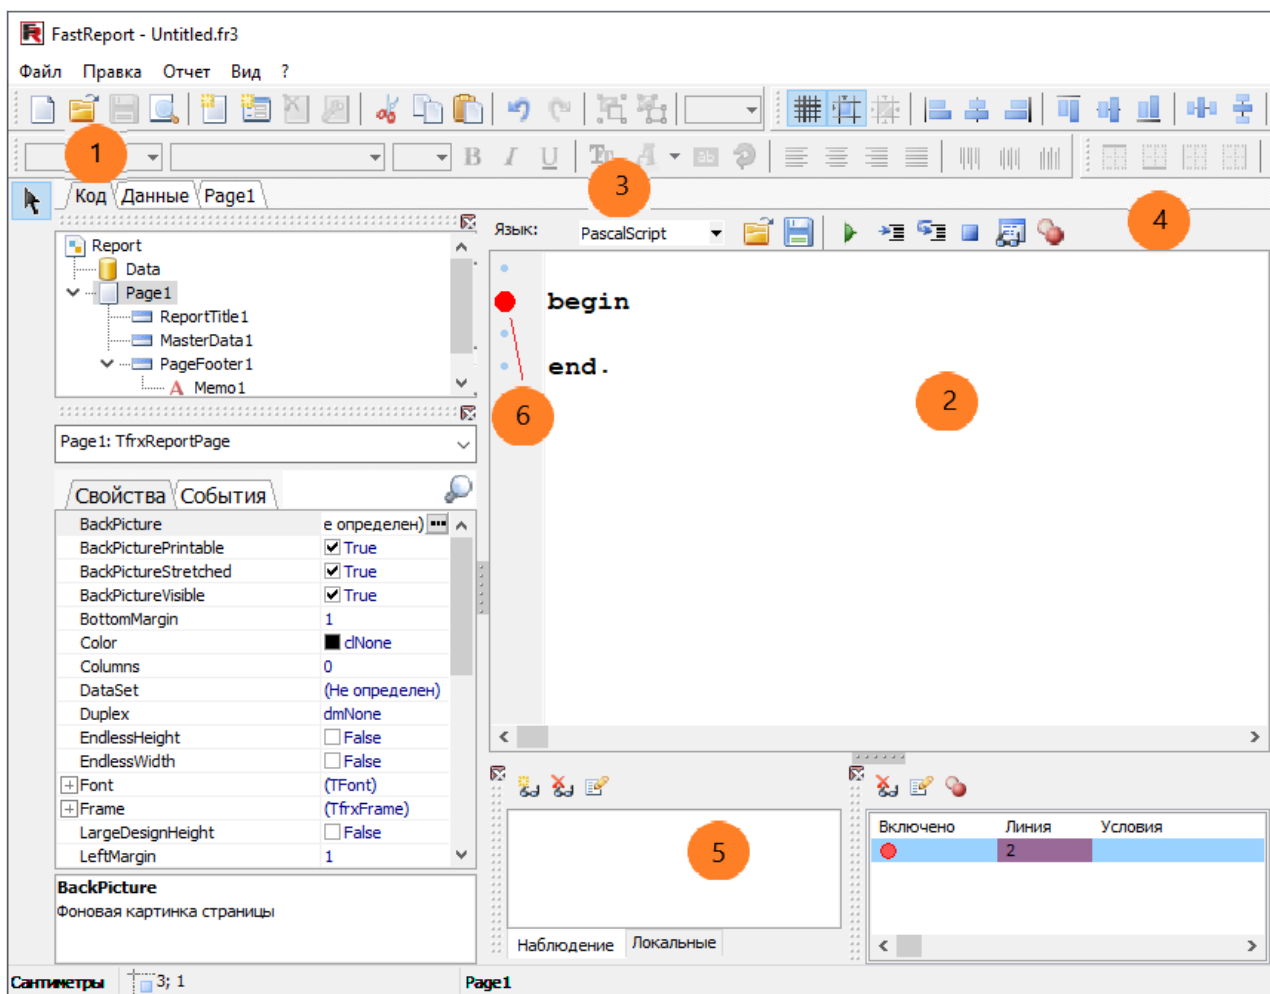 FastReport - Untitled.fr3
Файл Правка Отчет Вид ?
1
B I U
3
4
Код Данные Page1
Язык: PascalScript
Report
Data
Page1
ReportTitle1
MasterData1
PageFooter1
Memo1
begin
end.
2
6
Page1: TfrxReportPage
Свойства События
BackPicture е определен)
BackPicturePrintable True
BackPictureStretched True
BackPictureVisible True
BottomMargin 1
Color clNone
Columns 0
DataSet (Не определен)
Duplex dmNone
EndlessHeight False
EndlessWidth False
Font (TFont)
Frame (TfrxFrame)
LargeDesignHeight False
LeftMargin 1
BackPicture
Фоновая картинка страницы
5
Наблюдение Локальные
Включено Линия Условия
2
Сантиметры 3; 1 Page1